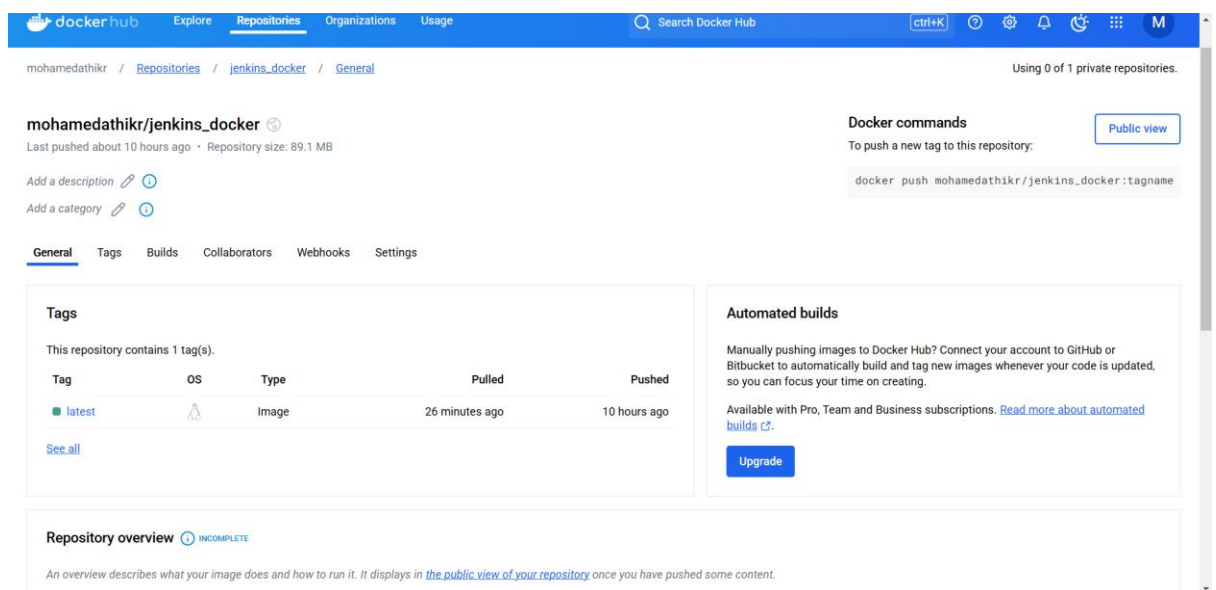 dockerhub Explore Repositories Organizations Usage Search Docker Hub ctrl+K M
mohamedathikr / Repositories / jenkins_docker / General Using 0 of 1 private repositories.
mohamedathikr/jenkins_docker
Last pushed about 10 hours ago • Repository size: 89.1 MB
Add a description
Add a category
Docker commands
Public view
To push a new tag to this repository:
docker push mohamedathikr/jenkins_docker:tagname
General Tags Builds Collaborators Webhooks Settings
Tags
This repository contains 1 tag(s).
Tag OS Type Pulled Pushed
latest Image 26 minutes ago 10 hours ago
See all
Automated builds
Manually pushing images to Docker Hub? Connect your account to GitHub or
Bitbucket to automatically build and tag new images whenever your code is updated,
so you can focus your time on creating.
Available with Pro, Team and Business subscriptions. Read more about automated
builds
Upgrade
Repository overview INCOMPLETE
An overview describes what your image does and how to run it. It displays in the public view of your repository once you have pushed some content.